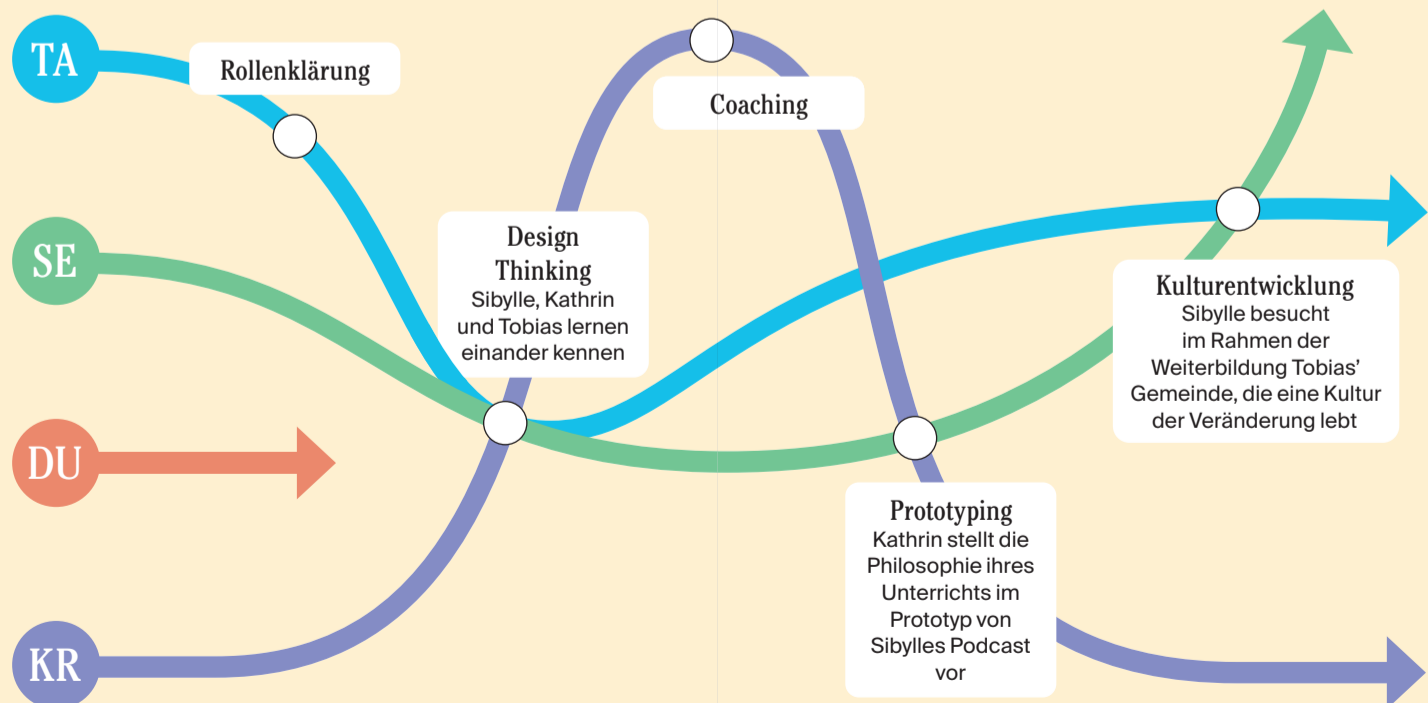 TA
Rollenklärung
Coaching
SE
Design
Thinking
Sibylle, Kathrin
und Tobias lernen
einander kennen
Kulturentwicklung
Sibylle besucht
im Rahmen der
Weiterbildung Tobias’
Gemeinde, die eine Kultur
der Veränderung lebt
DU
Prototyping
Kathrin stellt die
Philosophie ihres
Unterrichts im
Prototyp von
Sibylles Podcast
vor
KR